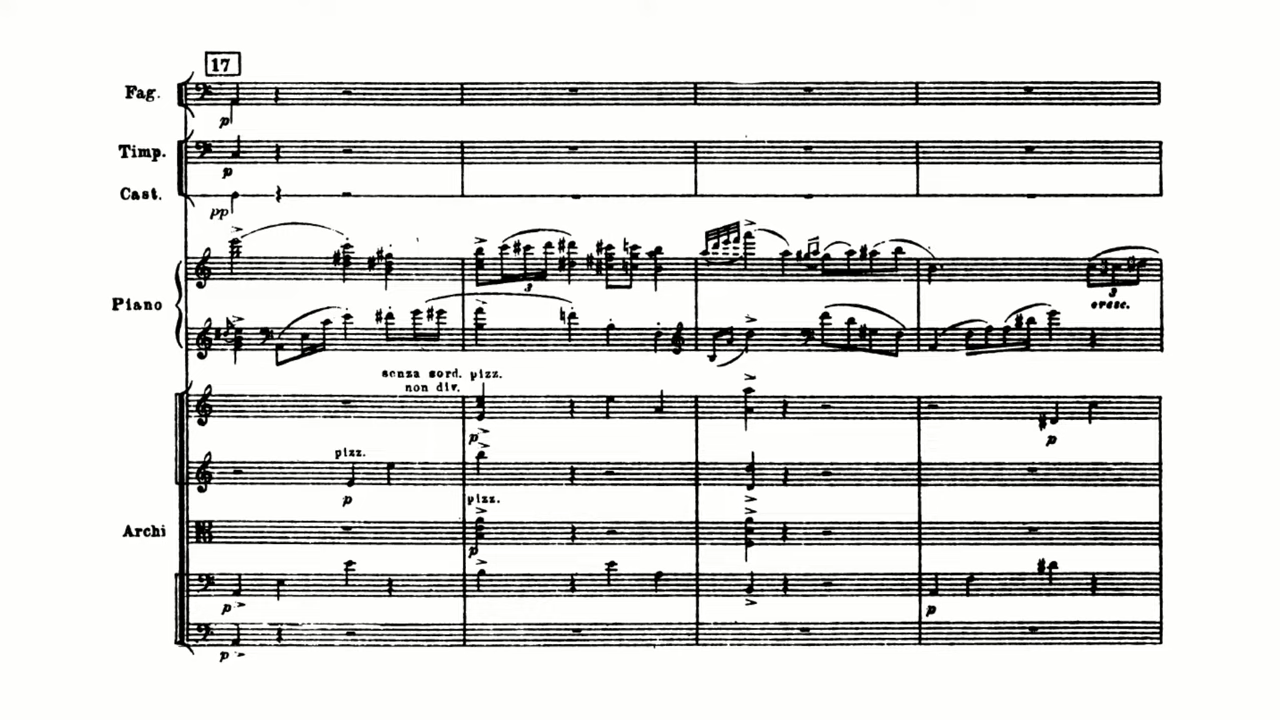 17
Fag.
p
Timp.
p
Cast.
pp
3
Piano
3
cresc.
senza sord. pizz.
non div.
p
p
pizz.
p
pizz.
Archi
p
p
p
p